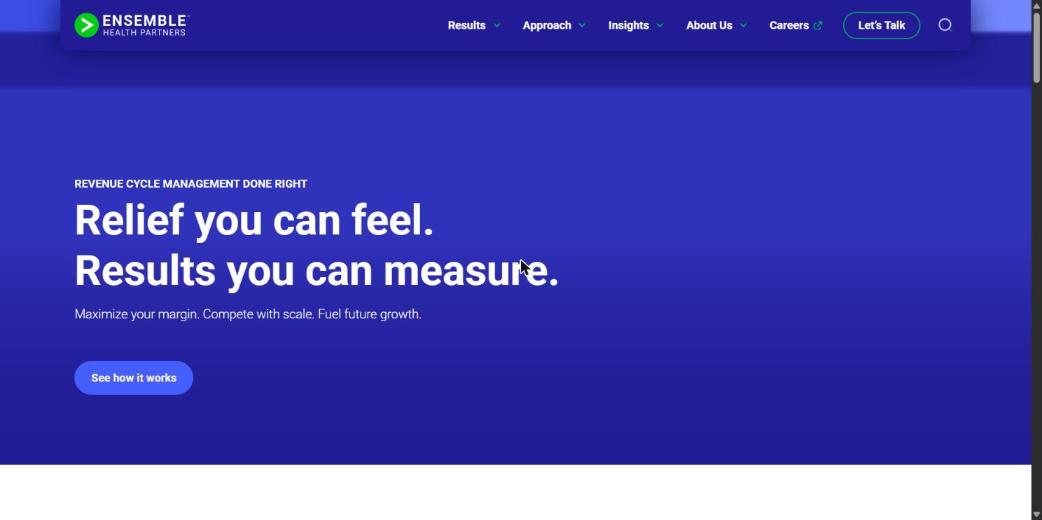 ENSEMBLE
HEALTH PARTNERS
Results
Approach
Insights
About Us
Careers
Let's Talk
REVENUE CYCLE MANAGEMENT DONE RIGHT
Relief you can feel.
Results you can measure.
Maximize your margin. Compete with scale. Fuel future growth.
See how it works